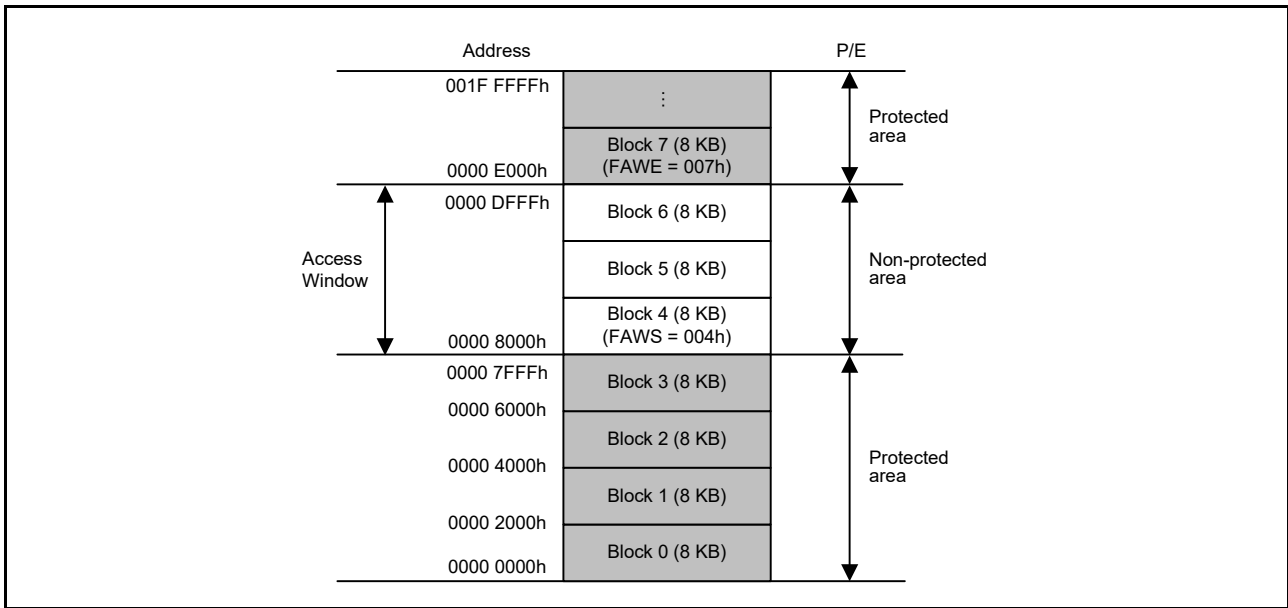 Address P/E
001F FFFFh
⋮
Protected
area
Block 7 (8 KB)
(FAWE = 007h)
0000 E000h
0000 DFFFh
Block 6 (8 KB)
Access
Window
Block 5 (8 KB)
Non-protected
area
Block 4 (8 KB)
(FAWS = 004h)
0000 8000h
0000 7FFFh
Block 3 (8 KB)
0000 6000h
Block 2 (8 KB)
0000 4000h
Protected
area
Block 1 (8 KB)
0000 2000h
Block 0 (8 KB)
0000 0000h